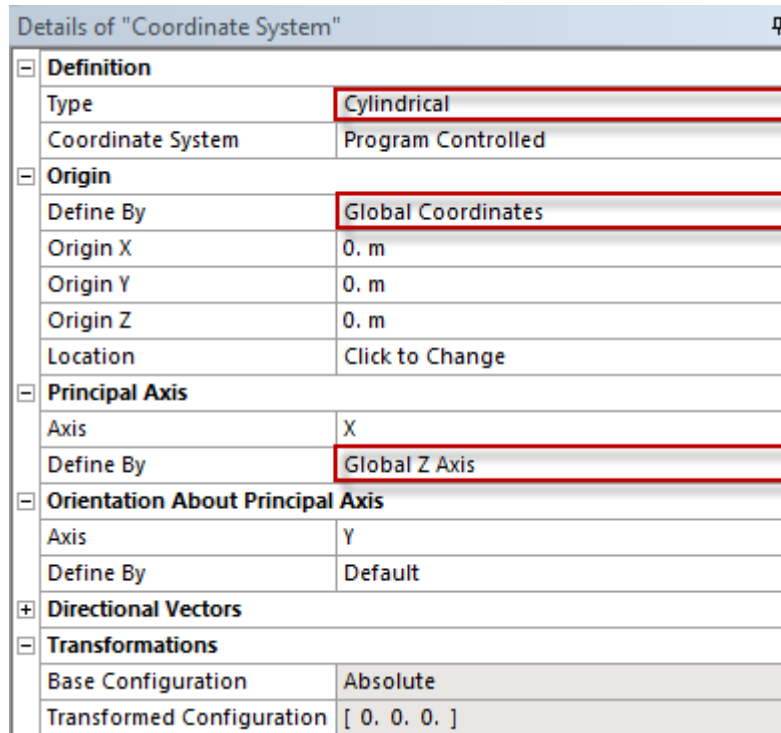 Details of "Coordinate System"
Definition
Type Cylindrical
Coordinate System Program Controlled
Origin
Define By Global Coordinates
Origin X 0. m
Origin Y 0. m
Origin Z 0. m
Location Click to Change
Principal Axis
Axis X
Define By Global Z Axis
Orientation About Principal Axis
Axis Y
Define By Default
Directional Vectors
Transformations
Base Configuration Absolute
Transformed Configuration [ 0. 0. 0. ]